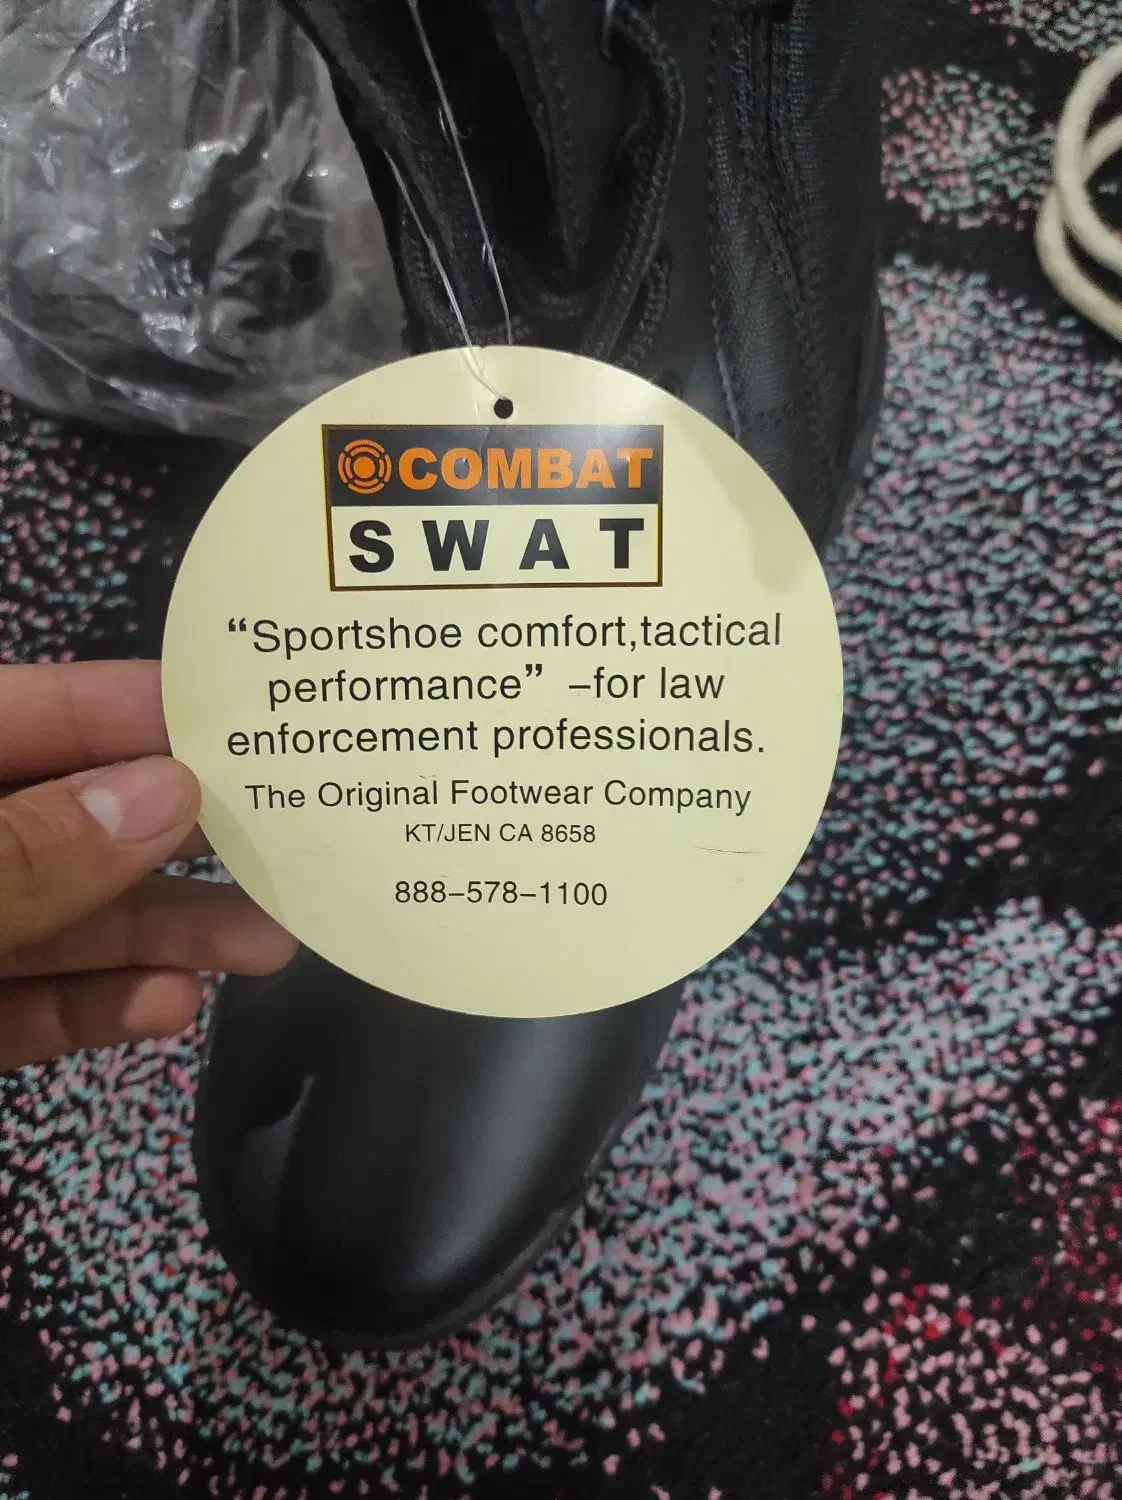 COMBAT
SWAT
“Sportshoe comfort,tactical
performance” –for law
enforcement professionals.
The Original Footwear Company
KT/JEN CA 8658
888–578–1100